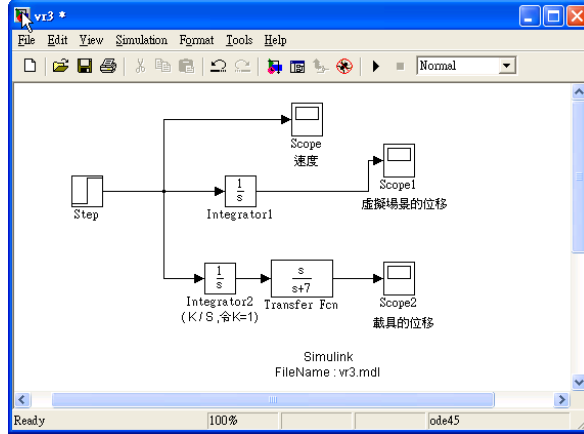 vr3 *
File Edit View Simulation Format Tools Help
Normal
Scope
速度
Step
1
s
Integrator1
Scope1
虛擬場景的位移
1
s
Integrator2
(K/S,令K=1)
s
s+7
Transfer Fcn
Scope2
載具的位移
Simulink
FileName : vr3.mdl
Ready 100% ode45